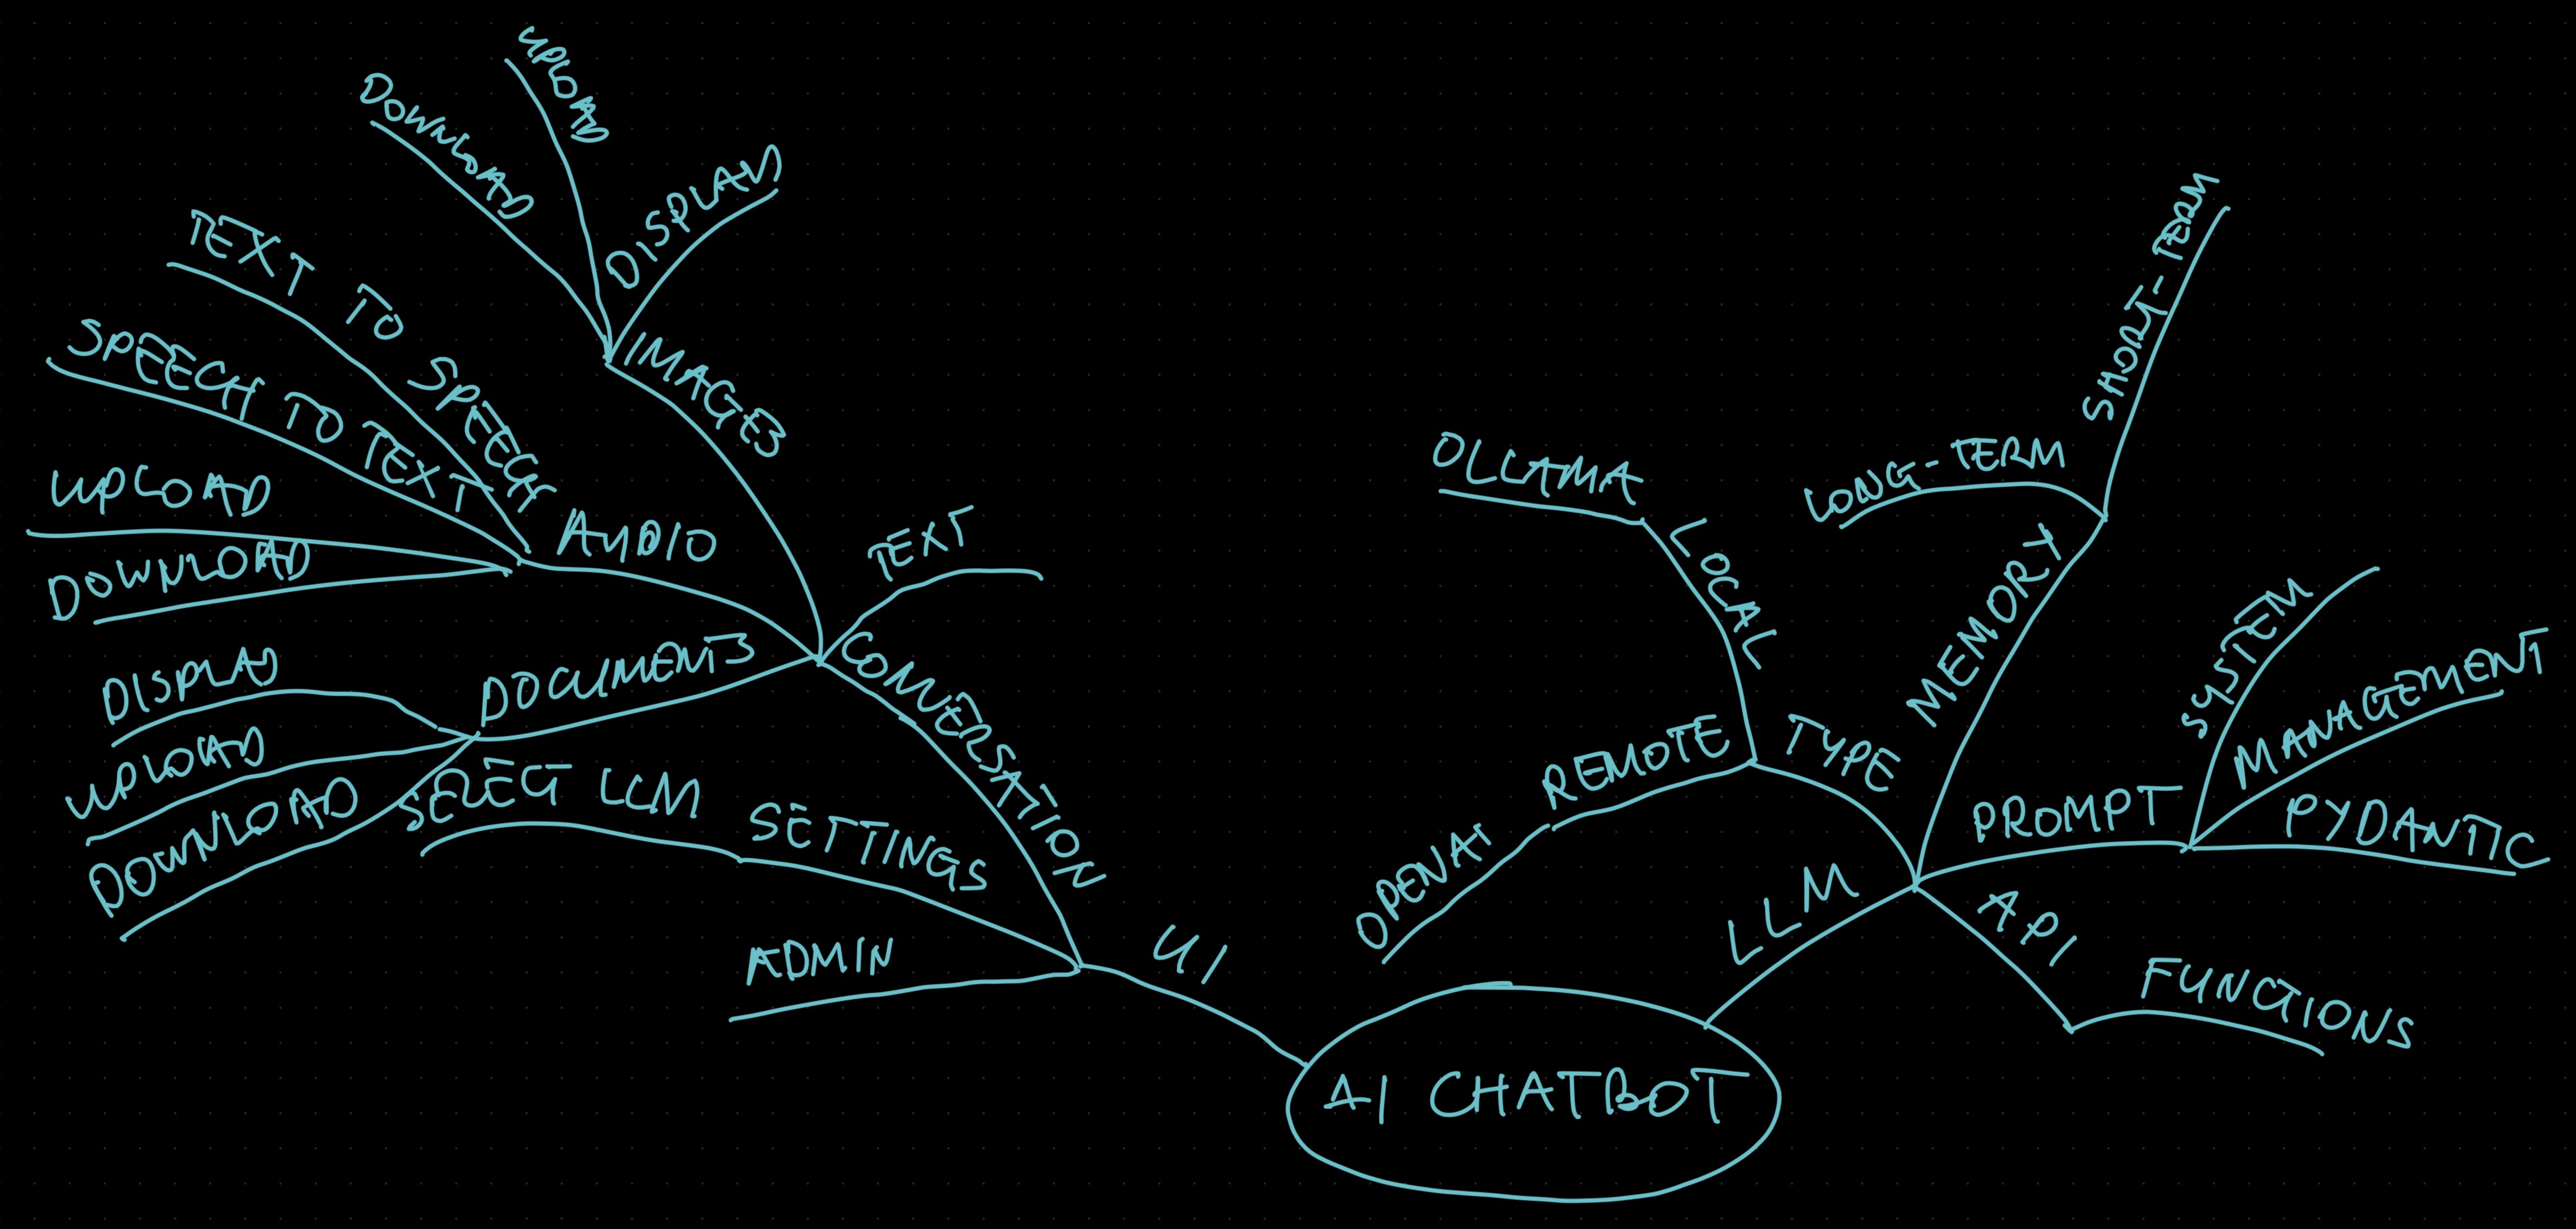 UPLOAD
DOWNLOAD
DISPLAY
IMAGES
TEXT TO SPEECH
SPEECH TO TEXT
UPLOAD
DOWNLOAD
AUDIO
TEXT
DISPLAY
UPLOAD
DOWNLOAD
DOCUMENTS
CONVERSATION
SELECT LLM
SETTINGS
ADMIN
UI
OLLAMA
LOCAL
OPENAI
REMOTE
TYPE
LONG-TERM
SHORT-TERM
MEMORY
SYSTEM
MANAGEMENT
PYDANTIC
PROMPT
API
FUNCTIONS
LLM
AI CHATBOT